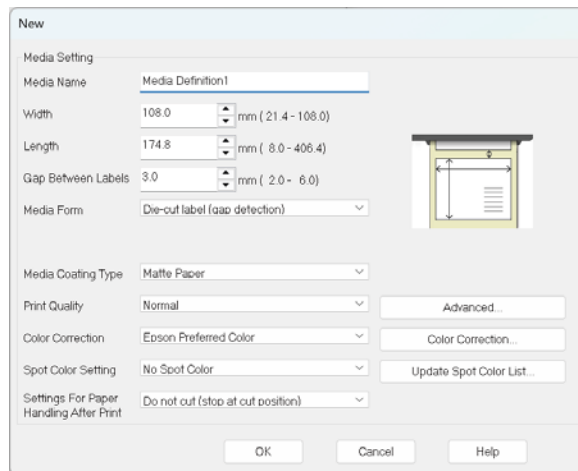 New
Media Setting
Media Name Media Definition1
Width 108.0 mm ( 21.4 - 108.0)
Length 174.8 mm ( 8.0 - 406.4)
Gap Between Labels 3.0 mm ( 2.0 - 6.0)
Media Form Die-cut label (gap detection)
Media Coating Type Matte Paper
Print Quality Normal Advanced...
Color Correction Epson Preferred Color Color Correction...
Spot Color Setting No Spot Color Update Spot Color List...
Settings For Paper
Handling After Print Do not cut (stop at cut position)
OK Cancel Help